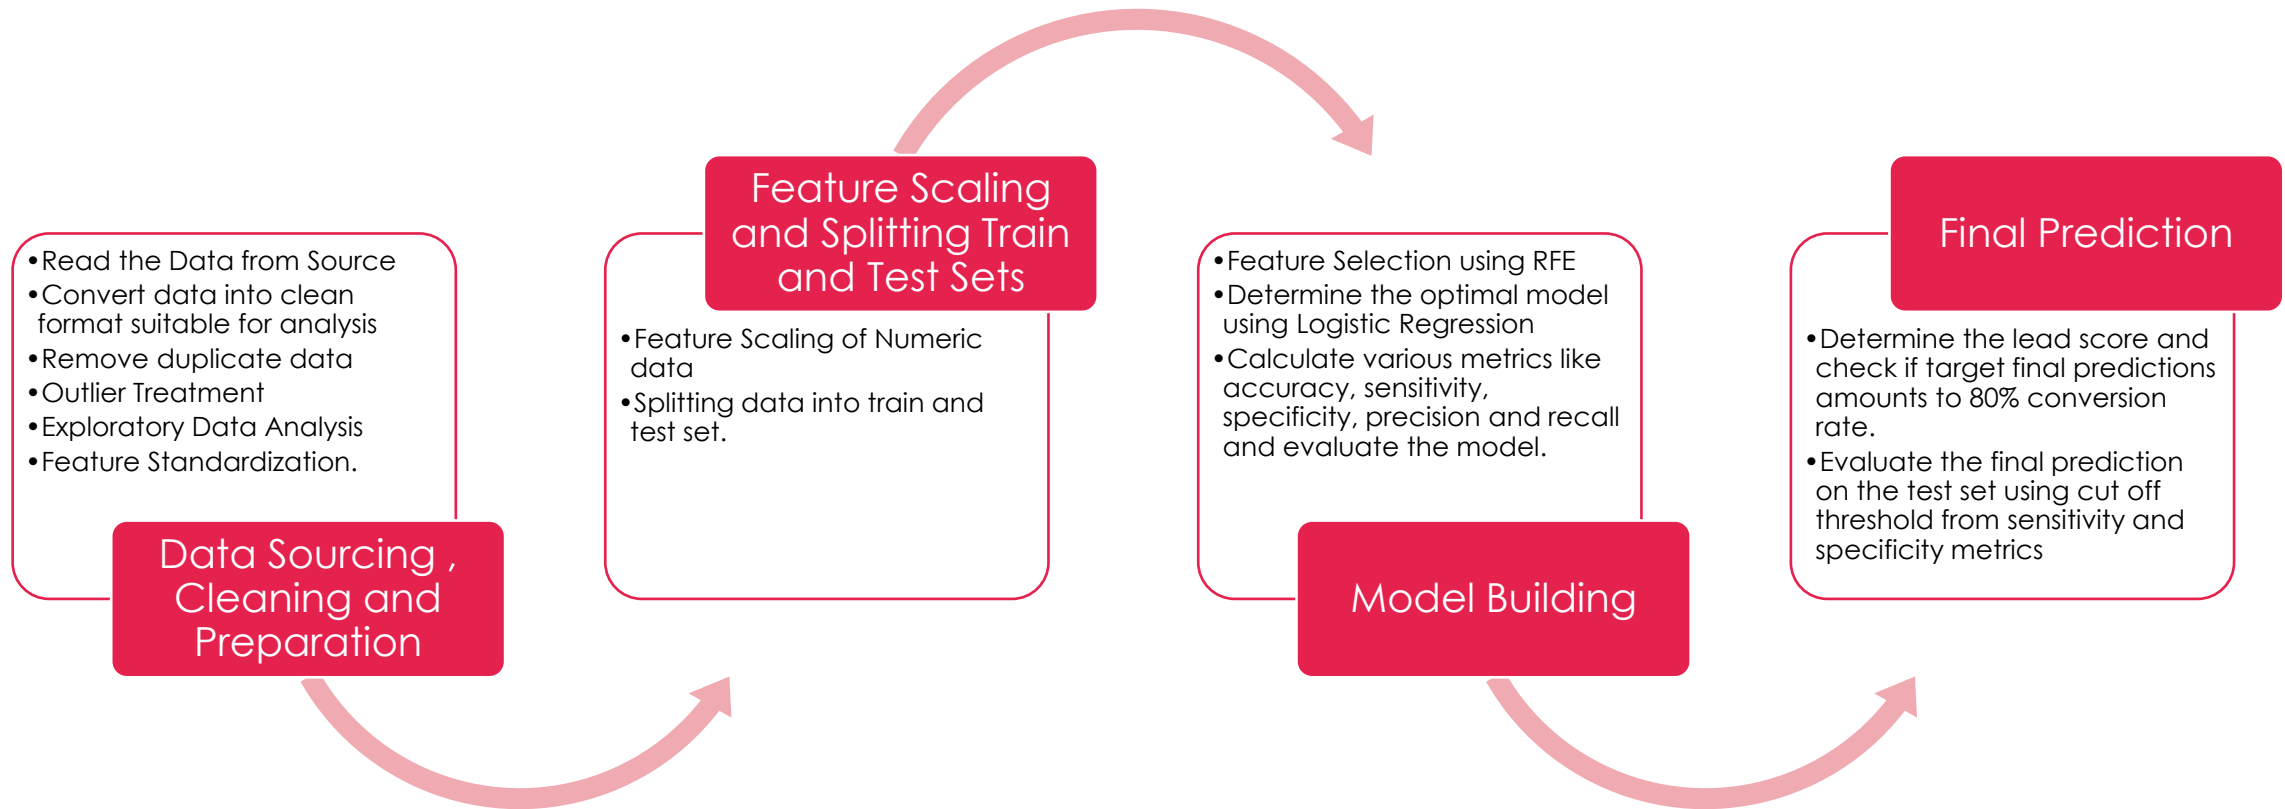 •Read the Data from Source
•Convert data into clean
format suitable for analysis
•Remove duplicate data
•Outlier Treatment
•Exploratory Data Analysis
•Feature Standardization.
Data Sourcing ,
Cleaning and
Preparation
Feature Scaling
and Splitting Train
and Test Sets
•Feature Scaling of Numeric
data
•Splitting data into train and
test set.
•Feature Selection using RFE
•Determine the optimal model
using Logistic Regression
•Calculate various metrics like
accuracy, sensitivity,
specificity, precision and recall
and evaluate the model.
Model Building
Final Prediction
•Determine the lead score and
check if target final predictions
amounts to 80% conversion
rate.
•Evaluate the final prediction
on the test set using cut off
threshold from sensitivity and
specificity metrics